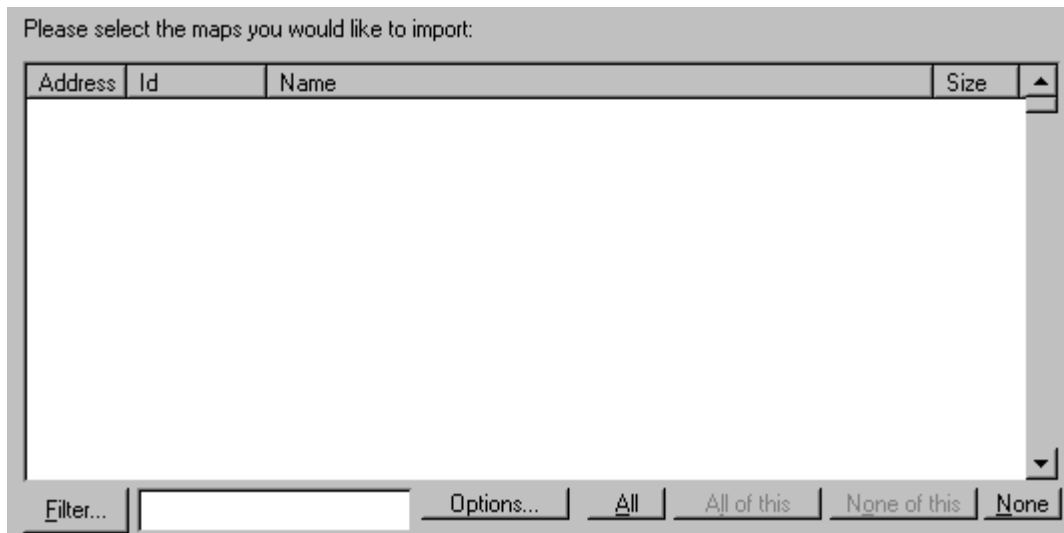 Please select the maps you would like to import:
Address Id Name Size
Filter... Options... All All of this None of this None